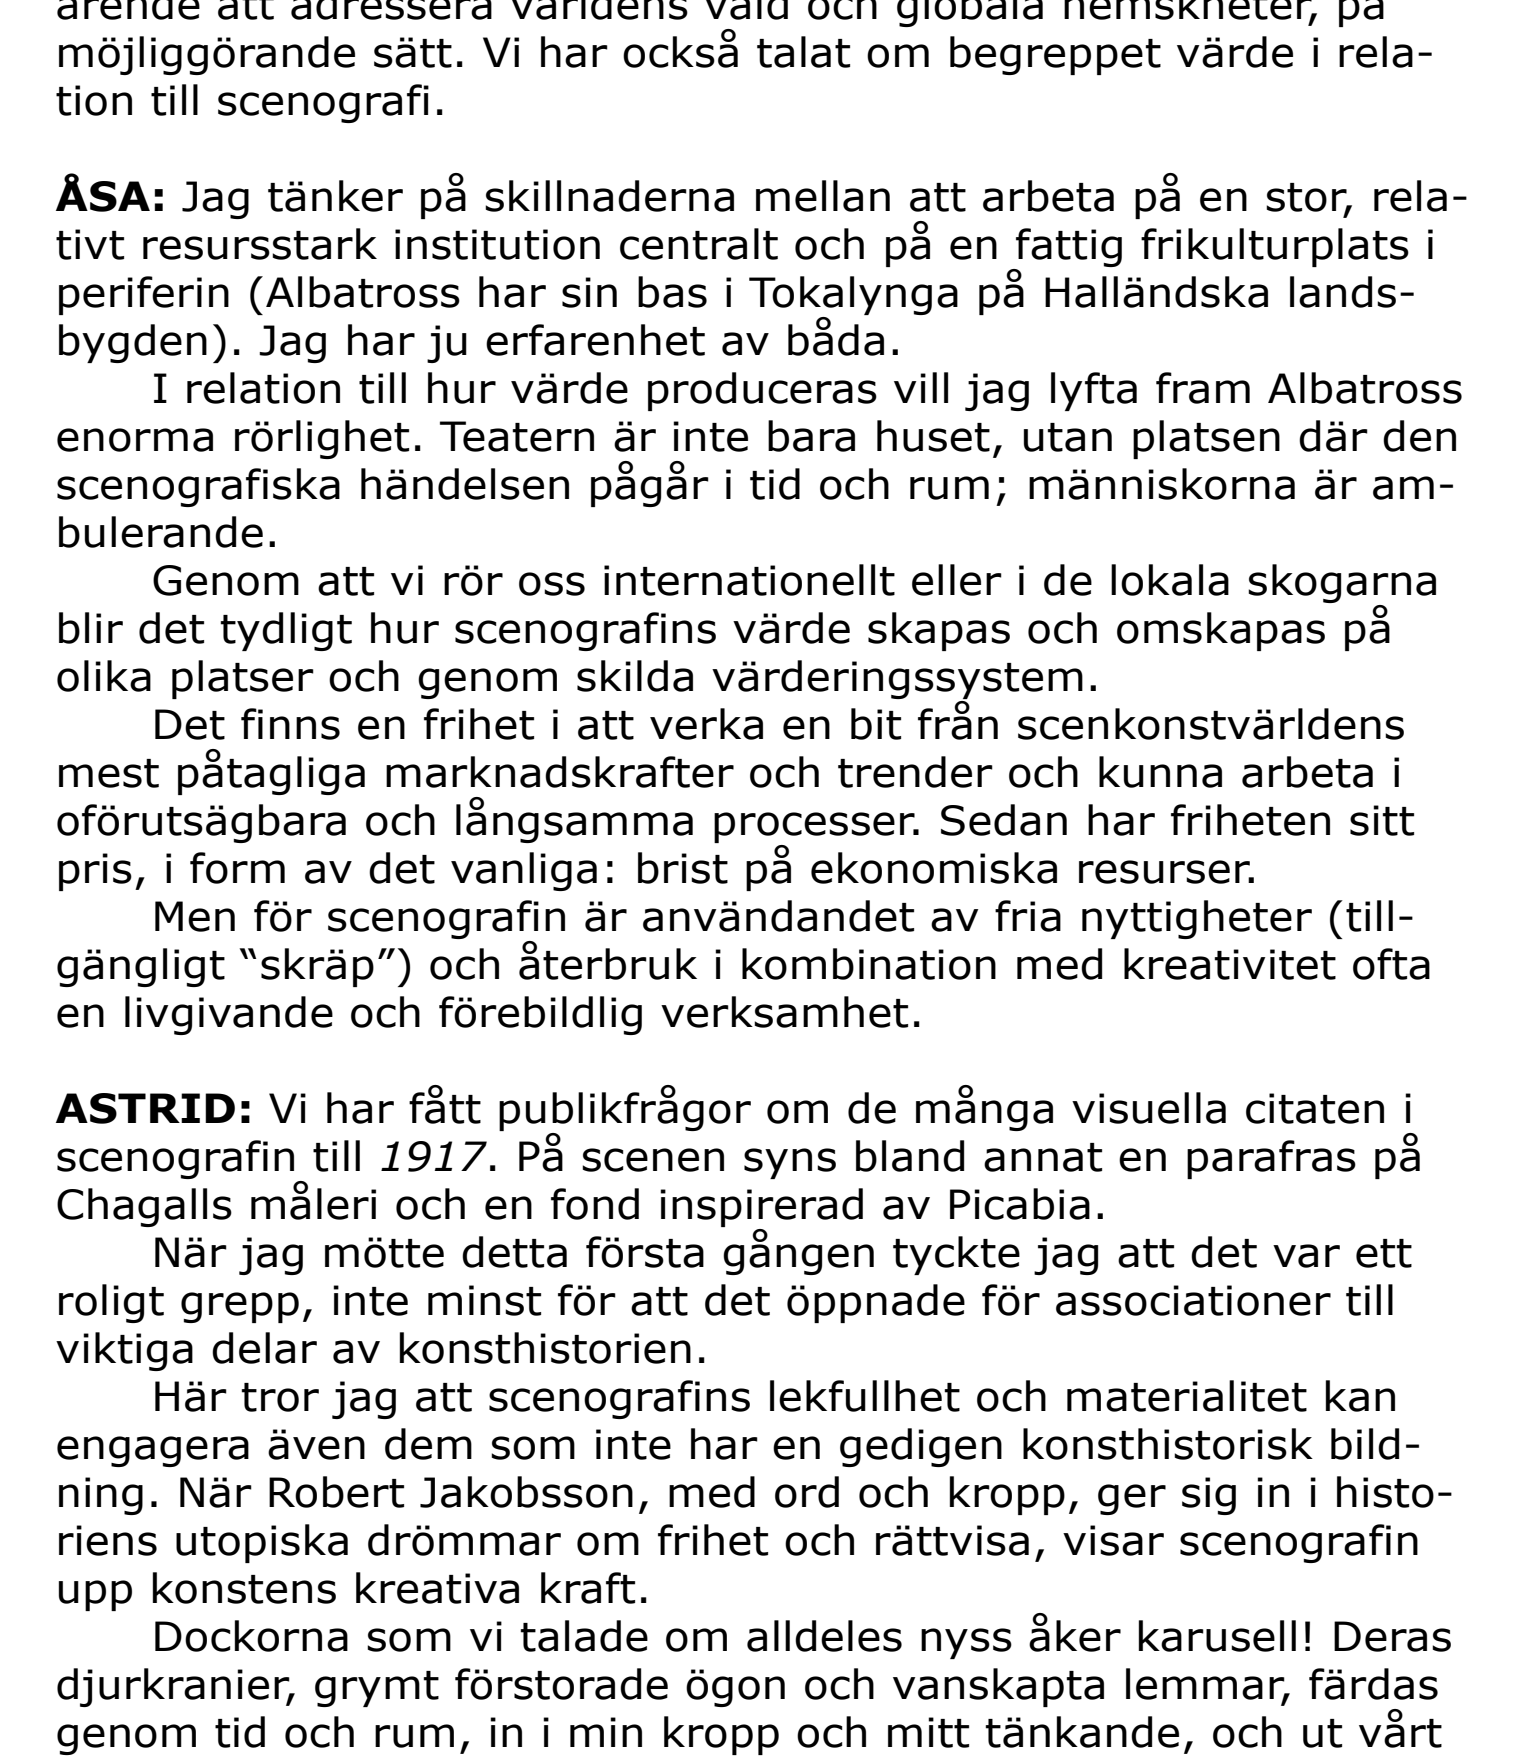 ärende att adressera världens våld och globala hemskheter, på
möjliggörande sätt. Vi har också talat om begreppet värde i rela-
tion till scenografi.
ÅSA: Jag tänker på skillnaderna mellan att arbeta på en stor, rela-
tivt resursstark institution centralt och på en fattig frikulturplats i
periferin (Albatross har sin bas i Tokalynga på Halländska lands-
bygden). Jag har ju erfarenhet av båda.
I relation till hur värde produceras vill jag lyfta fram Albatross
enorma rörlighet. Teatern är inte bara huset, utan platsen där den
scenografiska händelsen pågår i tid och rum; människorna är am-
bulerande.
Genom att vi rör oss internationellt eller i de lokala skogarna
blir det tydligt hur scenografins värde skapas och omskapas på
olika platser och genom skilda värderingssystem.
Det finns en frihet i att verka en bit från scenkonstvärldens
mest påtagliga marknadskrafter och trender och kunna arbeta i
oförutsägbara och långsamma processer. Sedan har friheten sitt
pris, i form av det vanliga: brist på ekonomiska resurser.
Men för scenografin är användandet av fria nyttigheter (till-
gängligt “skräp”) och återbruk i kombination med kreativitet ofta
en livgivande och förebildlig verksamhet.
ASTRID: Vi har fått publikfrågor om de många visuella citaten i
scenografin till 1917. På scenen syns bland annat en parafras på
Chagalls måleri och en fond inspirerad av Picabia.
När jag mötte detta första gången tyckte jag att det var ett
roligt grepp, inte minst för att det öppnade för associationer till
viktiga delar av konsthistorien.
Här tror jag att scenografins lekfullhet och materialitet kan
engagera även dem som inte har en gedigen konsthistorisk bild-
ning. När Robert Jakobsson, med ord och kropp, ger sig in i histo-
riens utopiska drömmar om frihet och rättvisa, visar scenografin
upp konstens kreativa kraft.
Dockorna som vi talade om alldeles nyss åker karusell! Deras
djurkranier, grymt förstorade ögon och vanskapta lemmar, färdas
genom tid och rum, in i min kropp och mitt tänkande, och ut vårt